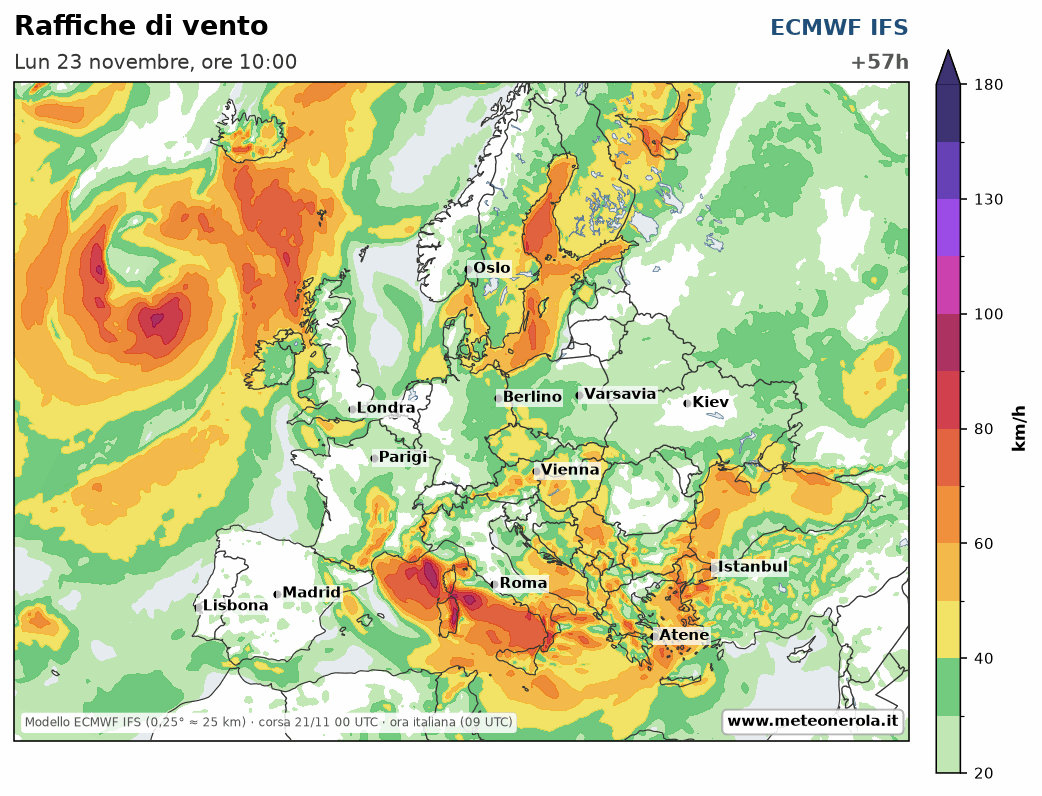 Raffiche di vento
ECMWF IFS
Lun 23 novembre, ore 10:00
+57h
180
130
100
80
60
40
20
km/h
Oslo
Londra
Berlino
Varsavia
Kiev
Parigi
Vienna
Istanbul
Roma
Madrid
Lisbona
Atene
Modello ECMWF IFS (0,25° ≈ 25 km) · corsa 21/11 00 UTC · ora italiana (09 UTC)
www.meteonerola.it